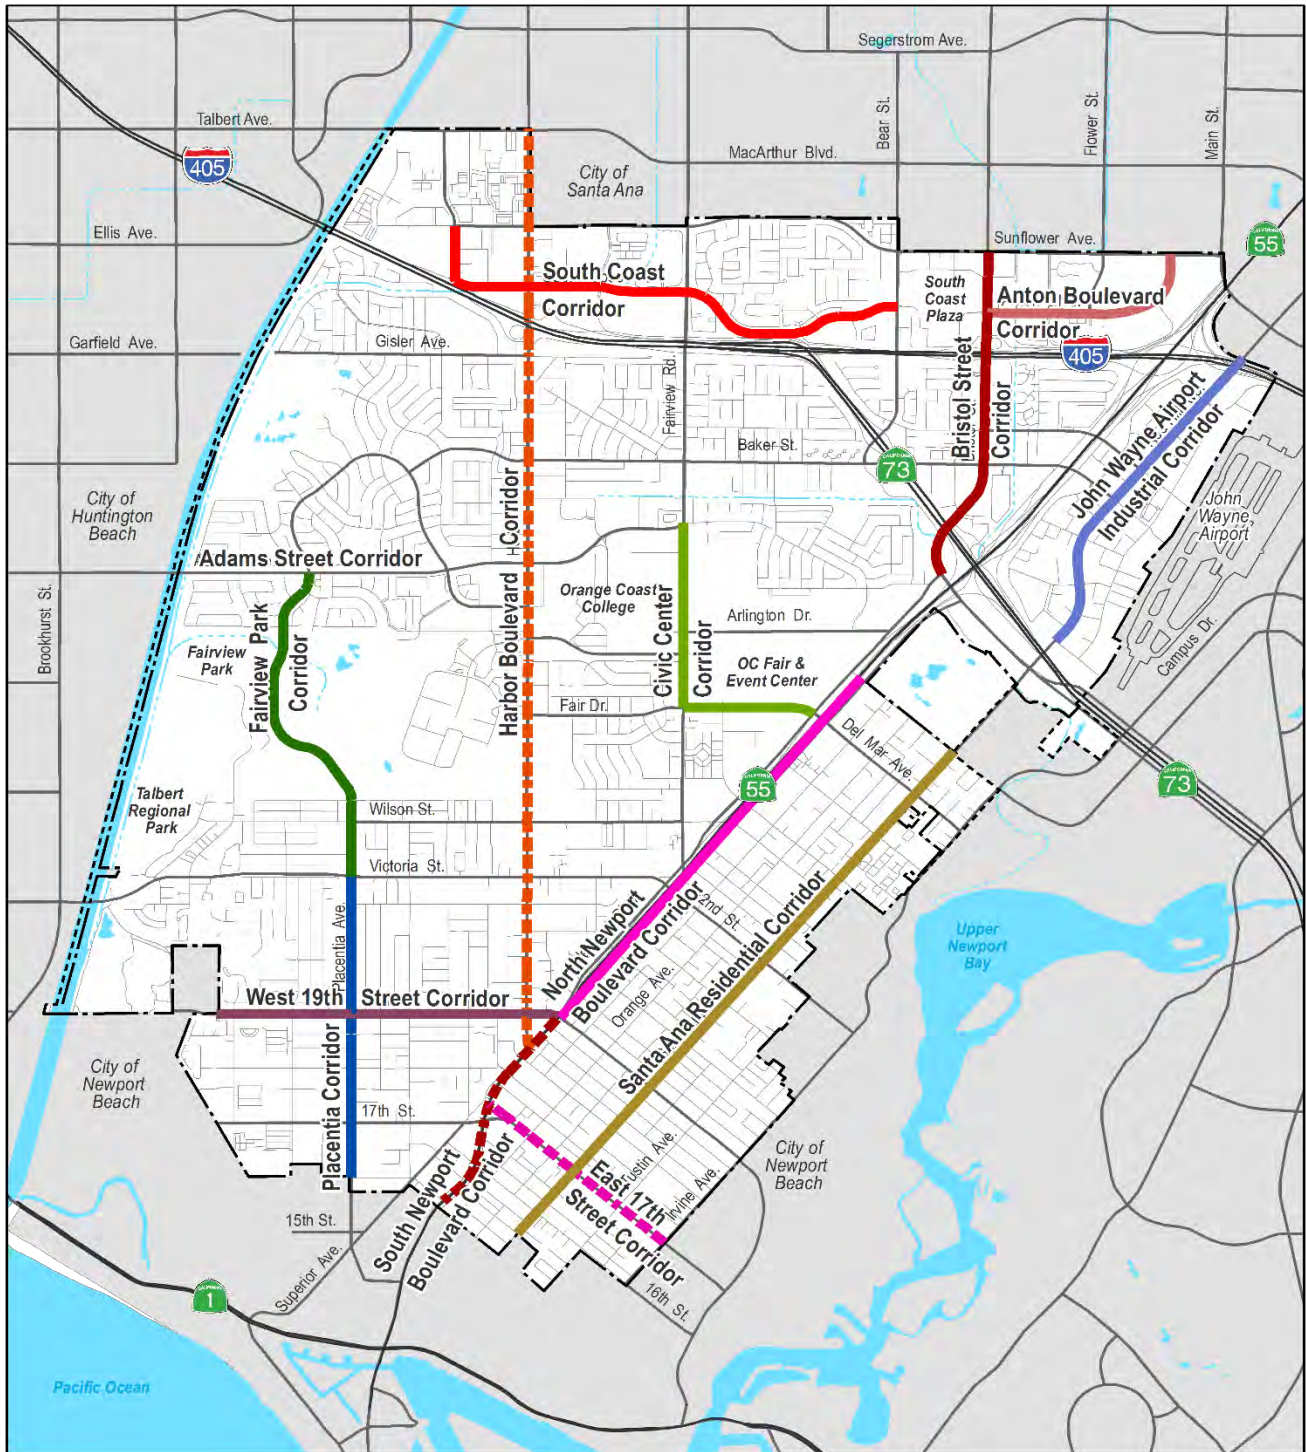 Segerstrom Ave.
Talbert Ave.
405
City of
Santa Ana
MacArthur Blvd.
Bear St.
Flower St.
Main St.
Ellis Ave.
Sunflower Ave.
CALIFORNIA
55
South Coast
Corridor
South
Coast
Plaza
Anton Boulevard
Corridor
405
Garfield Ave.
Gisler Ave.
Fairview Rd.
Bristol Street
Corridor
John Wayne Airport
Industrial Corridor
Baker St.
CALIFORNIA
73
City of
Huntington
Beach
John
Wayne
Airport
Adams Street Corridor
Harbor Boulevard
Corridor
Orange Coast
College
Civic Center
Corridor
Arlington Dr.
OC Fair &
Event Center
Campus Dr.
Brookhurst St.
Fairview
Park
Fairview Park
Corridor
Fair Dr.
Del Mar Ave.
CALIFORNIA
55
CALIFORNIA
73
Talbert
Regional
Park
Wilson St.
Victoria St.
Placentia Ave.
2nd St.
North Newport
Boulevard Corridor
Orange Ave.
Santa Ana Residential Corridor
Upper
Newport
Bay
West 19th
Street Corridor
City of
Newport
Beach
Placentia Corridor
17th St.
South Newport
Boulevard Corridor
East 17th
Street Corridor
Tustin Ave.
Irvine Ave.
City of
Newport
Beach
15th St.
Superior Ave.
16th St.
CALIFORNIA
1
Pacific Ocean